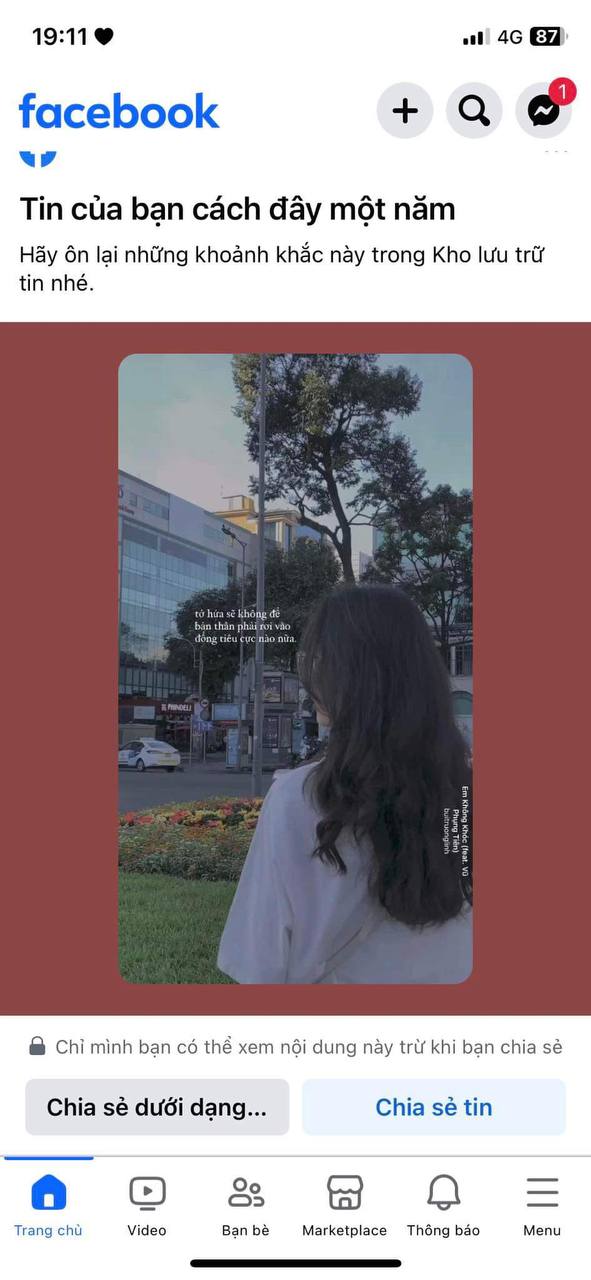 19:11
4G 87
facebook
1
Tin của bạn cách đây một năm
Hãy ôn lại những khoảnh khắc này trong Kho lưu trữ
tin nhé.
tớ hứa sẽ không để
bản thân phải rơi vào
đống tiêu cực nào nữa.
PHINDELI
Em Không Khóc (feat. Vũ
Phụng Tiên)
buitruonglinh
Chỉ mình bạn có thể xem nội dung này trừ khi bạn chia sẻ
Chia sẻ dưới dạng...
Chia sẻ tin
Trang chủ
Video
Bạn bè
Marketplace
Thông báo
Menu